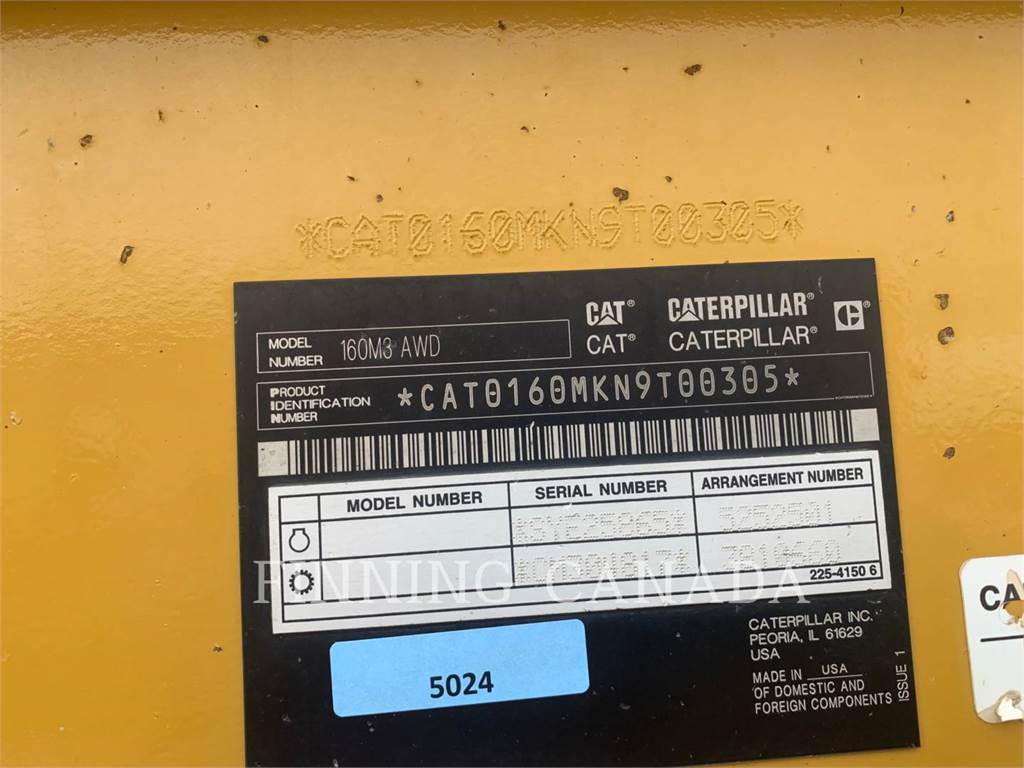 *CAT0160MKN9T00305*
CAT® CATERPILLAR®
CAT® CATERPILLAR®
MODEL NUMBER 160M3 AWD
PRODUCT IDENTIFICATION NUMBER *CAT0160MKN9T00305*
MODEL NUMBER SERIAL NUMBER ARRANGEMENT NUMBER
225-4150 6
FINNING CANADA
5024
CATERPILLAR INC.
PEORIA, IL 61629
USA
MADE IN USA
OF DOMESTIC AND
FOREIGN COMPONENTS
ISSUE 1
CA